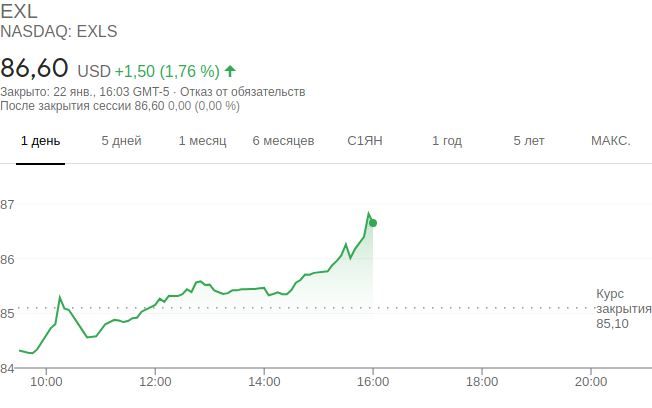 EXL
NASDAQ: EXLS
86,60 USD +1,50 (1,76 %)
Закрыто: 22 янв., 16:03 GMT-5 · Отказ от обязательств
После закрытия сессии 86,60 0,00 (0,00 %)
1 день 5 дней 1 месяц 6 месяцев С1ЯН 1 год 5 лет МАКС.
87
86
Курс
закрытия
85
85,10
84
10:00 12:00 14:00 16:00 18:00 20:00